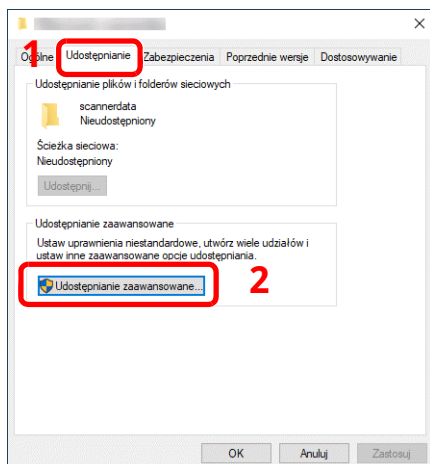 1
Ogólne Udostępnianie Zabezpieczenia Poprzednie wersje Dostosowywanie
Udostępnianie plików i folderów sieciowych
scannerdata
Nieudostępniony
Ścieżka sieciowa:
Nieudostępniony
Udostępnij...
Udostępnianie zaawansowane
Ustaw uprawnienia niestandardowe, utwórz wiele udziałów i
ustaw inne zaawansowane opcje udostępniania.
Udostępnianie zaawansowane...
2
OK Anuluj Zastosuj